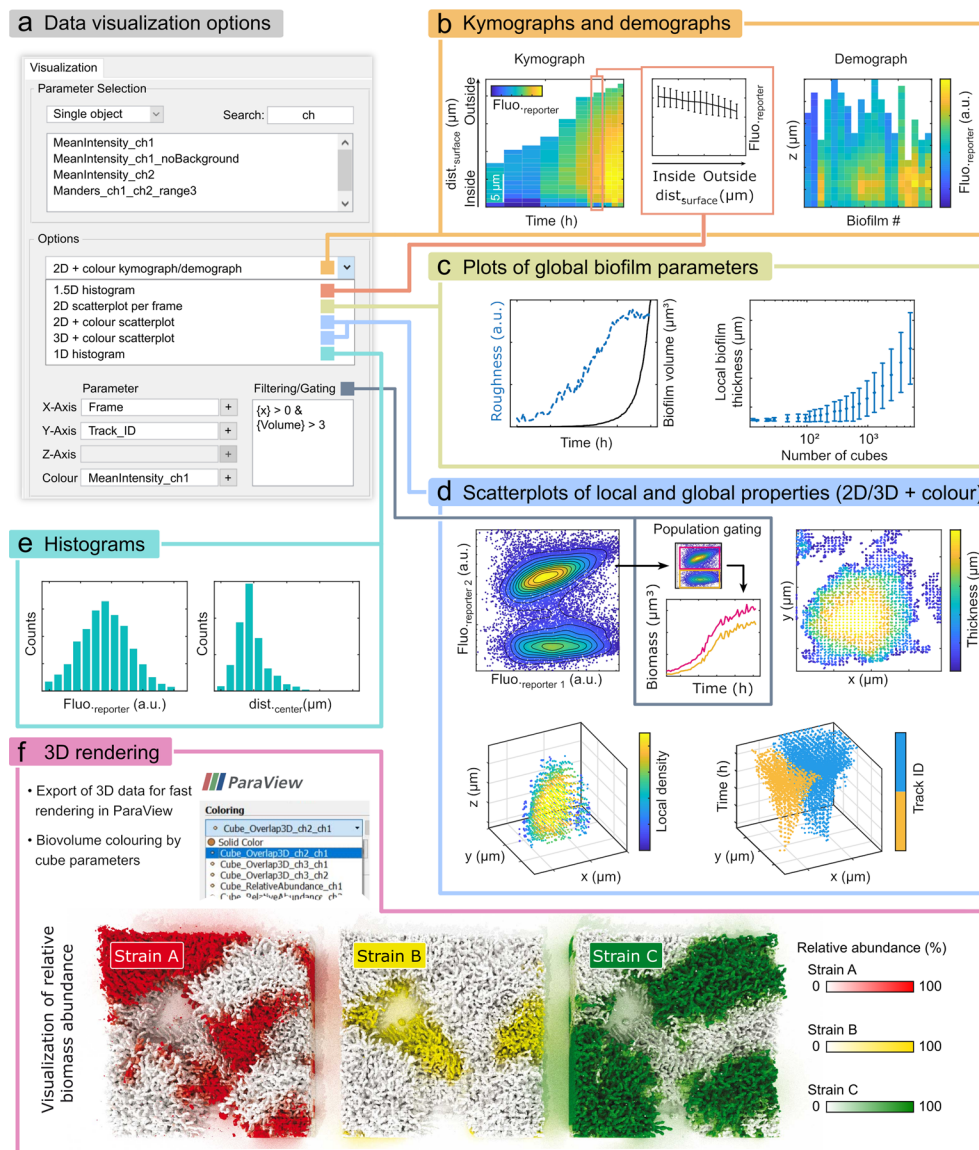 a Data visualization options
Visualization
Parameter Selection
Single object
Search:
ch
MeanIntensity_ch1
MeanIntensity_ch1_noBackground
MeanIntensity_ch2
Manders_ch1_ch2_range3
Options
2D + colour kymograph/demograph
1.5D histogram
2D scatterplot per frame
2D + colour scatterplot
3D + colour scatterplot
1D histogram
Parameter
Filtering/Gating
X-Axis Frame +
Y-Axis Track_ID +
Z-Axis +
Colour MeanIntensity_ch1 +
{x} > 0 &
{Volume} > 3
b Kymographs and demographs
Kymograph
Fluo.reporter
dist.surface (µm)
Inside
Outside
5 µm
Time (h)
Fluo.reporter
Inside Outside
dist.surface(µm)
Demograph
z (µm)
Biofilm #
Fluo.reporter (a.u.)
c Plots of global biofilm parameters
Roughness (a.u.)
Biofilm volume (µm³)
Time (h)
Local biofilm
thickness (µm)
10²
10³
Number of cubes
d Scatterplots of local and global properties (2D/3D + colour)
Fluo.reporter 2 (a.u.)
Fluo.reporter 1 (a.u.)
Population gating
Biomass (µm³)
Time (h)
y (µm)
x (µm)
Thickness (µm)
z (µm)
y (µm)
x (µm)
Local density
Time (h)
y (µm)
x (µm)
Track ID
e Histograms
Counts
Fluo.reporter (a.u.)
Counts
dist.center(µm)
f 3D rendering
• Export of 3D data for fast
rendering in ParaView
• Biovolume colouring by
cube parameters
ParaView
Coloring
Cube_Overlap3D_ch2_ch1
Solid Color
Cube_Overlap3D_ch2_ch1
Cube_Overlap3D_ch3_ch1
Cube_Overlap3D_ch3_ch2
Cube_RelativeAbundance_ch1
Cube_RelativeAbundance_ch2
Visualization of relative
biomass abundance
Strain A
Strain B
Strain C
Relative abundance (%)
Strain A
0 100
Strain B
0 100
Strain C
0 100